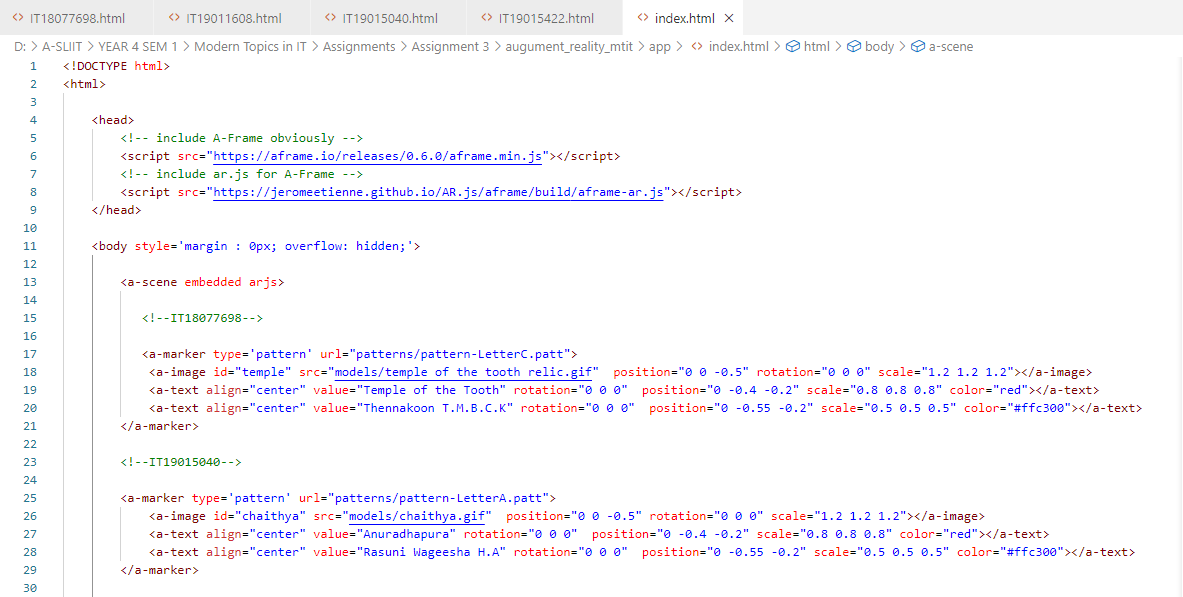 IT18077698.html IT19011608.html IT19015040.html IT19015422.html index.html ×
D: > A-SLIIT > YEAR 4 SEM 1 > Modern Topics in IT > Assignments > Assignment 3 > augument_reality_mtit > app > index.html > html > body > a-scene
1 <!DOCTYPE html>
2 <html>
3
4 <head>
5 <!-- include A-Frame obviously -->
6 <script src="https://aframe.io/releases/0.6.0/aframe.min.js"></script>
7 <!-- include ar.js for A-Frame -->
8 <script src="https://jeromeetienne.github.io/AR.js/aframe/build/aframe-ar.js"></script>
9 </head>
10
11 <body style='margin : 0px; overflow: hidden;'>
12
13 <a-scene embedded arjs>
14
15 <!--IT18077698-->
16
17 <a-marker type='pattern' url="patterns/pattern-LetterC.patt">
18 <a-image id="temple" src="models/temple of the tooth relic.gif" position="0 0 -0.5" rotation="0 0 0" scale="1.2 1.2 1.2"></a-image>
19 <a-text align="center" value="Temple of the Tooth" rotation="0 0 0" position="0 -0.4 -0.2" scale="0.8 0.8 0.8" color="red"></a-text>
20 <a-text align="center" value="Thennakoon T.M.B.C.K" rotation="0 0 0" position="0 -0.55 -0.2" scale="0.5 0.5 0.5" color="#ffc300"></a-text>
21 </a-marker>
22
23 <!--IT19015040-->
24
25 <a-marker type='pattern' url="patterns/pattern-LetterA.patt">
26 <a-image id="chaithya" src="models/chaithya.gif" position="0 0 -0.5" rotation="0 0 0" scale="1.2 1.2 1.2"></a-image>
27 <a-text align="center" value="Anuradhapura" rotation="0 0 0" position="0 -0.4 -0.2" scale="0.8 0.8 0.8" color="red"></a-text>
28 <a-text align="center" value="Rasuni Wageesha H.A" rotation="0 0 0" position="0 -0.55 -0.2" scale="0.5 0.5 0.5" color="#ffc300"></a-text>
29 </a-marker>
30